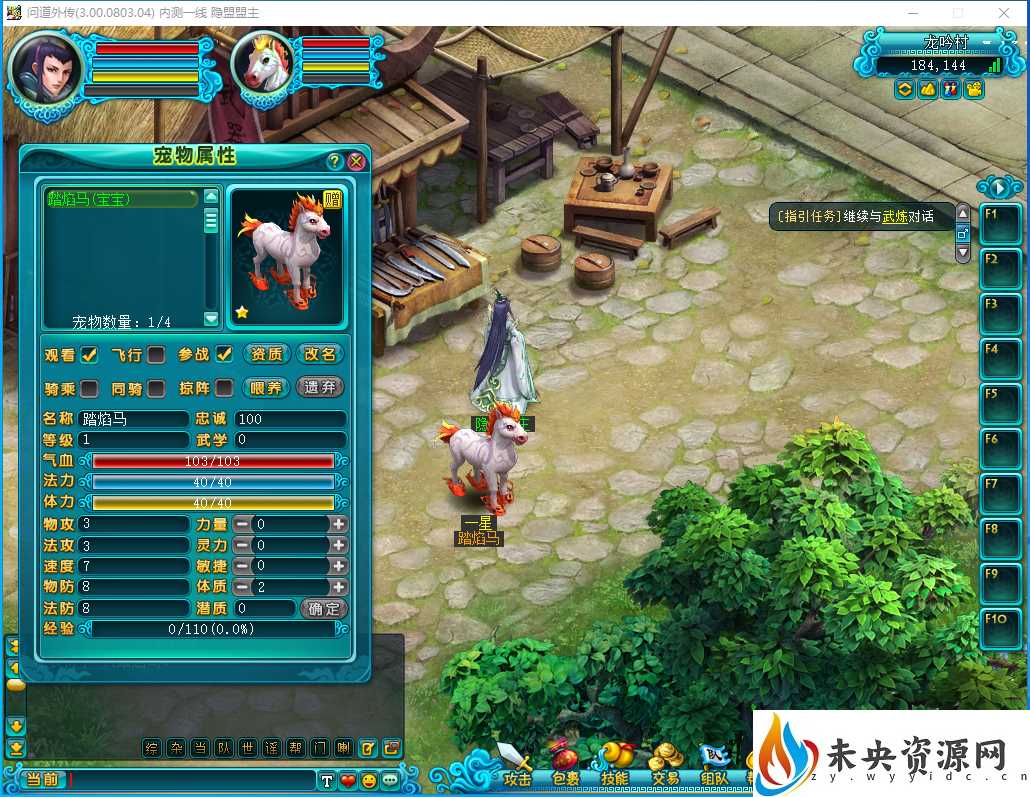 问道外传(3.00.0803.04) 内测一线 隐盟盟主
龙吟村
184,144
宠物属性
踏焰马(宝宝)
赠
宠物数量：1/4
[指引任务]继续与武炼对话
观看 飞行 参战 资质 改名
骑乘 同骑 掠阵 喂养 遗弃
名称 踏焰马 忠诚 100
等级 1 武学 0
气血 103/103
法力 40/40
体力 40/40
物攻 3 力量 0
法攻 3 灵力 0
速度 7 敏捷 0
物防 8 体质 2
法防 8 潜质 0 确定
经验 0/110(0.0%)
一星
踏焰马
F1
F2
F3
F4
F5
F6
F7
F8
F9
F10
综 杂 当 队 世 谣 帮 门 喇
当前 T
攻击 包裹 技能 交易 组队
未央资源网
zy.wyyidc.cn